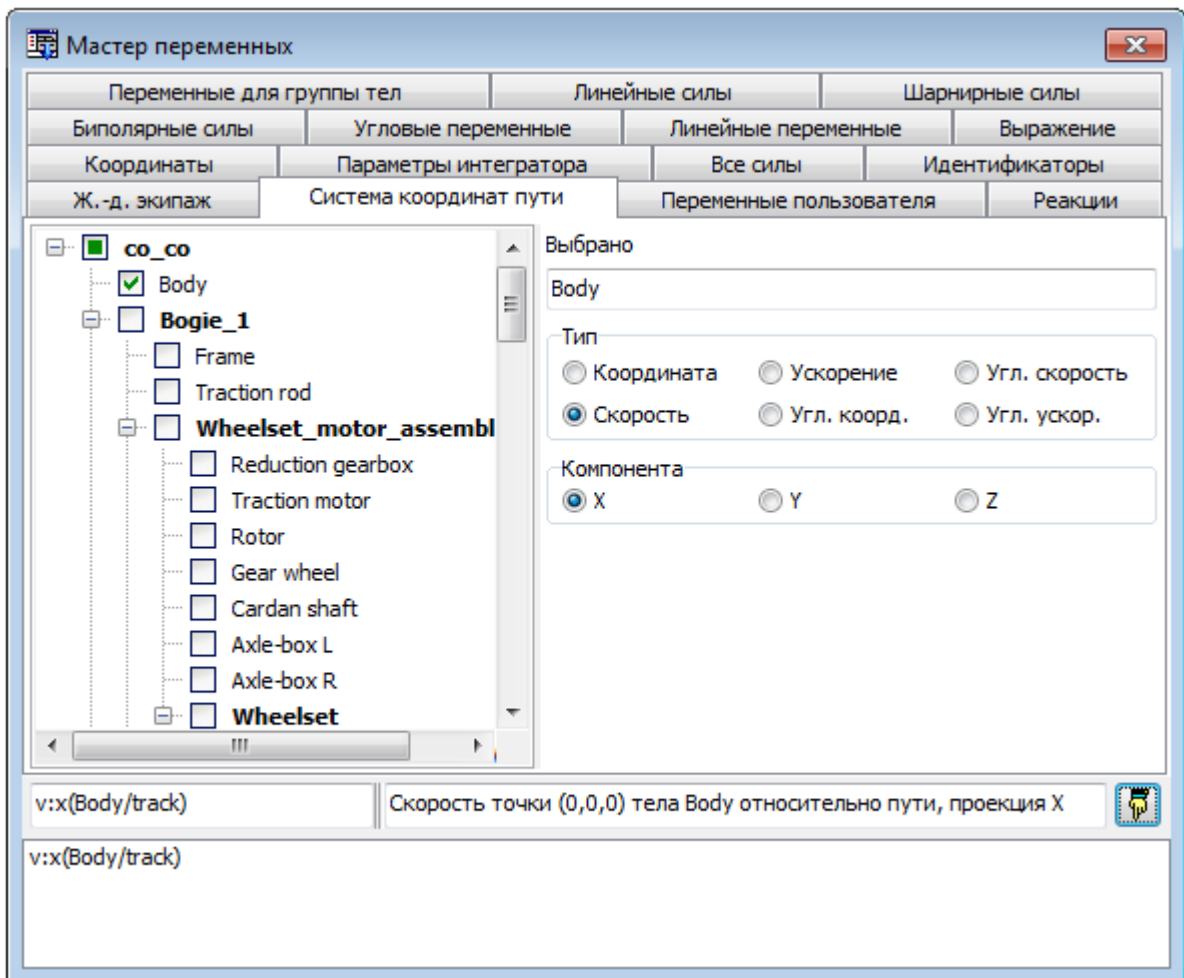 Мастер переменных
Переменные для группы тел Линейные силы Шарнирные силы
Биполярные силы Угловые переменные Линейные переменные Выражение
Координаты Параметры интегратора Все силы Идентификаторы
Ж.-д. экипаж Система координат пути Переменные пользователя Реакции
co_co
Body
Bogie_1
Frame
Traction rod
Wheelset_motor_assembl
Reduction gearbox
Traction motor
Rotor
Gear wheel
Cardan shaft
Axle-box L
Axle-box R
Wheelset
Выбрано
Body
Тип
Координата Ускорение Угл. скорость
Скорость Угл. коорд. Угл. ускор.
Компонента
X Y Z
v:x(Body/track) Скорость точки (0,0,0) тела Body относительно пути, проекция X
v:x(Body/track)